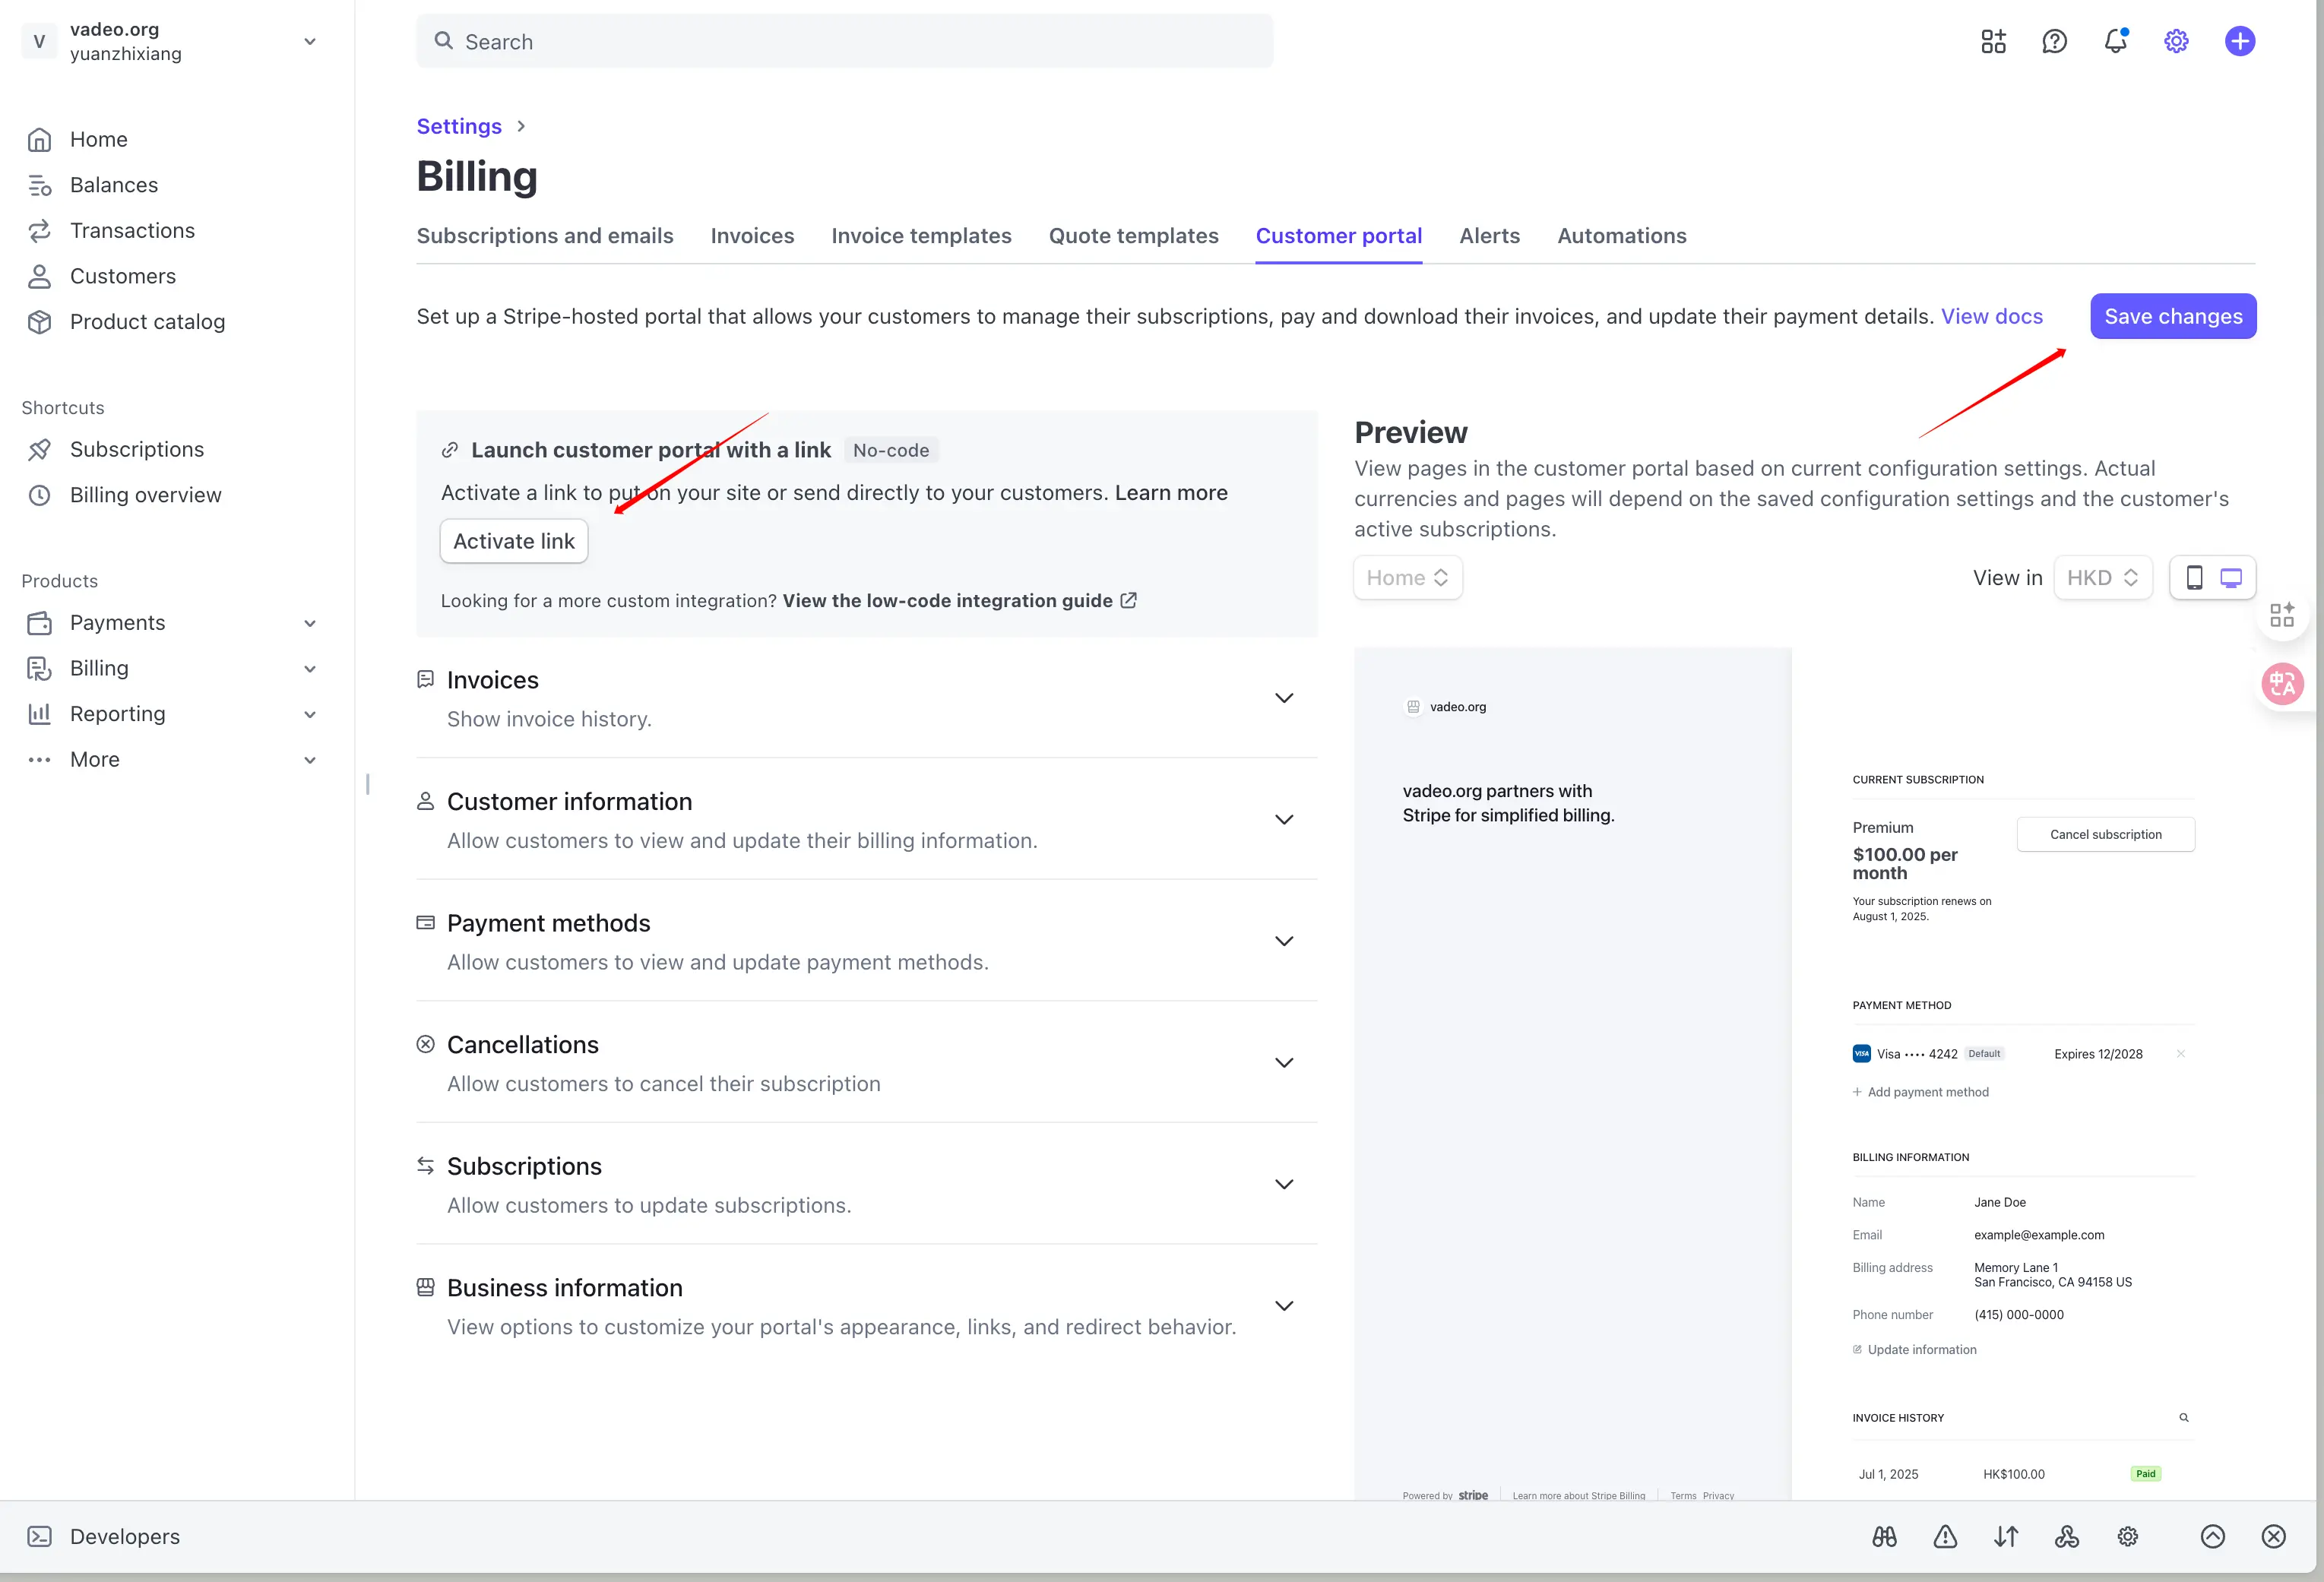 V
vadeo.org
yuanzhixiang
Search
Home
Balances
Transactions
Customers
Product catalog
Shortcuts
Subscriptions
Billing overview
Products
Payments
Billing
Reporting
More
Settings
Billing
Subscriptions and emails
Invoices
Invoice templates
Quote templates
Customer portal
Alerts
Automations
Set up a Stripe-hosted portal that allows your customers to manage their subscriptions, pay and download their invoices, and update their payment details. View docs
Save changes
Launch customer portal with a link No-code
Activate a link to put on your site or send directly to your customers. Learn more
Activate link
Looking for a more custom integration? View the low-code integration guide
Invoices
Show invoice history.
Customer information
Allow customers to view and update their billing information.
Payment methods
Allow customers to view and update payment methods.
Cancellations
Allow customers to cancel their subscription
Subscriptions
Allow customers to update subscriptions.
Business information
View options to customize your portal's appearance, links, and redirect behavior.
Preview
View pages in the customer portal based on current configuration settings. Actual
currencies and pages will depend on the saved configuration settings and the customer's
active subscriptions.
Home
View in HKD
vadeo.org
vadeo.org partners with
Stripe for simplified billing.
CURRENT SUBSCRIPTION
Premium
$100.00 per
month
Cancel subscription
Your subscription renews on
August 1, 2025.
PAYMENT METHOD
VISA Visa •••• 4242 Default Expires 12/2028
Add payment method
BILLING INFORMATION
Name Jane Doe
Email example@example.com
Billing address Memory Lane 1
San Francisco, CA 94158 US
Phone number (415) 000-0000
Update information
INVOICE HISTORY
Jul 1, 2025 HK$100.00 Paid
Powered by stripe Learn more about Stripe Billing Terms Privacy
中A
Developers